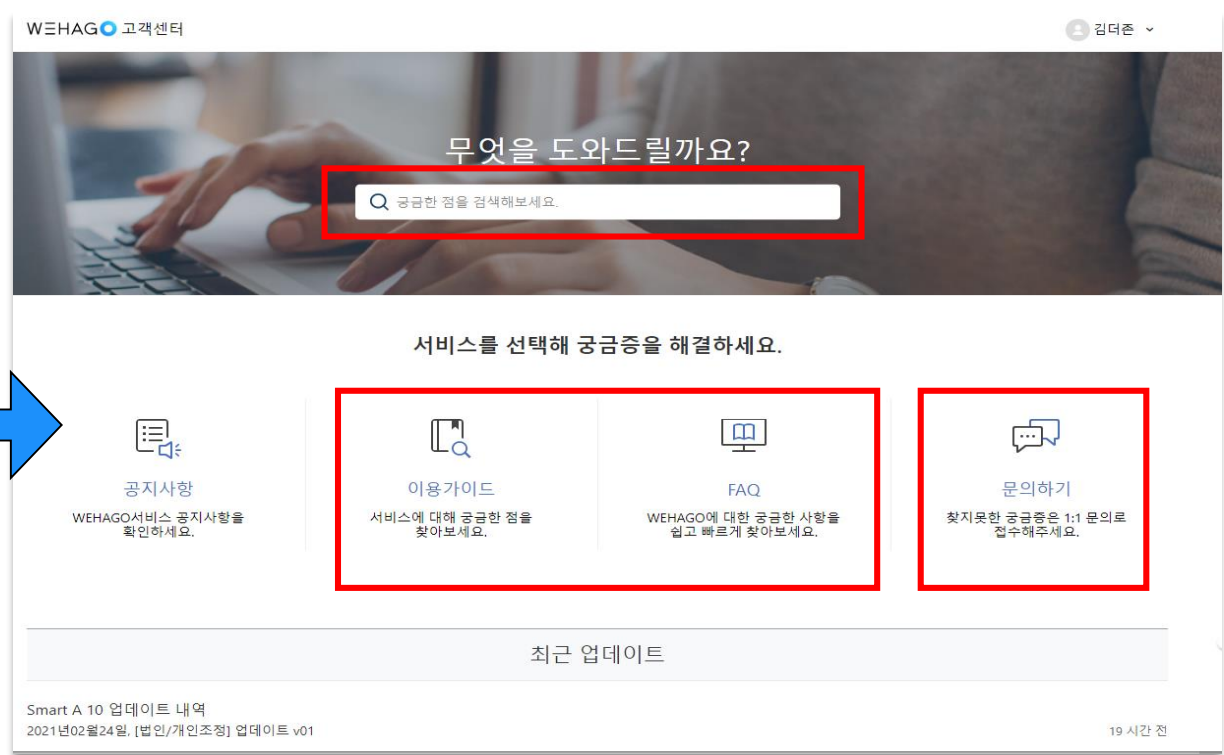 WEHAGO 고객센터
김더존
무엇을 도와드릴까요?
궁금한 점을 검색해보세요.
서비스를 선택해 궁금증을 해결하세요.
공지사항
WEHAGO서비스 공지사항을
확인하세요.
이용가이드
서비스에 대해 궁금한 점을
찾아보세요.
FAQ
WEHAGO에 대한 궁금한 사항을
쉽고 빠르게 찾아보세요.
문의하기
찾지못한 궁금증은 1:1 문의로
접수해주세요.
최근 업데이트
Smart A 10 업데이트 내역
2021년02월24일, [법인/개인조정] 업데이트 v01
19 시간 전